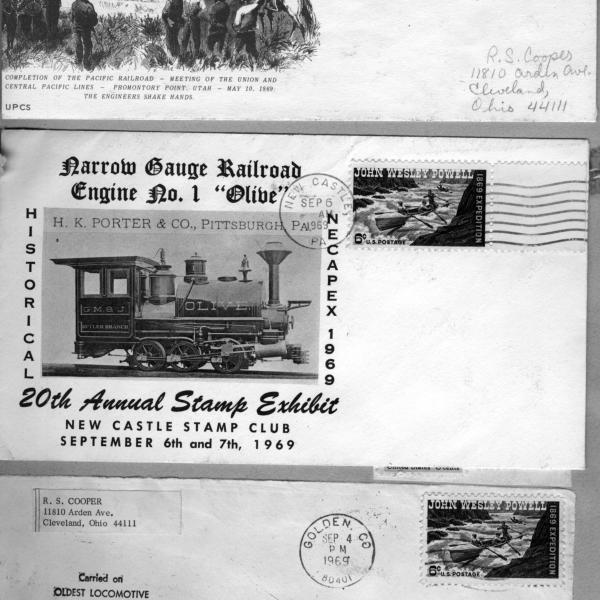 COMPLETION OF THE PACIFIC RAILROAD – MEETING OF THE UNION AND
CENTRAL PACIFIC LINES – PROMONTORY POINT, UTAH – MAY 10, 1869:
THE ENGINEERS SHAKE HANDS.
UPCS
R.S. Cooper
11810 Arden Ave.
Cleveland,
Ohio 44111
Narrow Gauge Railroad
Engine No. 1 "Olive"
HISTORICAL
H. K. PORTER & CO., PITTSBURGH, PA.
G.M.& J.
BUTLER BRANCH
OLIVE
NECAPEX 1969
20th Annual Stamp Exhibit
NEW CASTLE STAMP CLUB
SEPTEMBER 6th and 7th, 1969
NEW CASTLE
SEP 6
AM
1969
PA
JOHN WESLEY POWELL
1869 EXPEDITION
6c U.S. POSTAGE
R. S. COOPER
11810 Arden Ave.
Cleveland, Ohio 44111
Carried on
OLDEST LOCOMOTIVE
GOLDEN, CO
SEP 4
PM
1969
80401
JOHN WESLEY POWELL
1869 EXPEDITION
6c U.S. POSTAGE